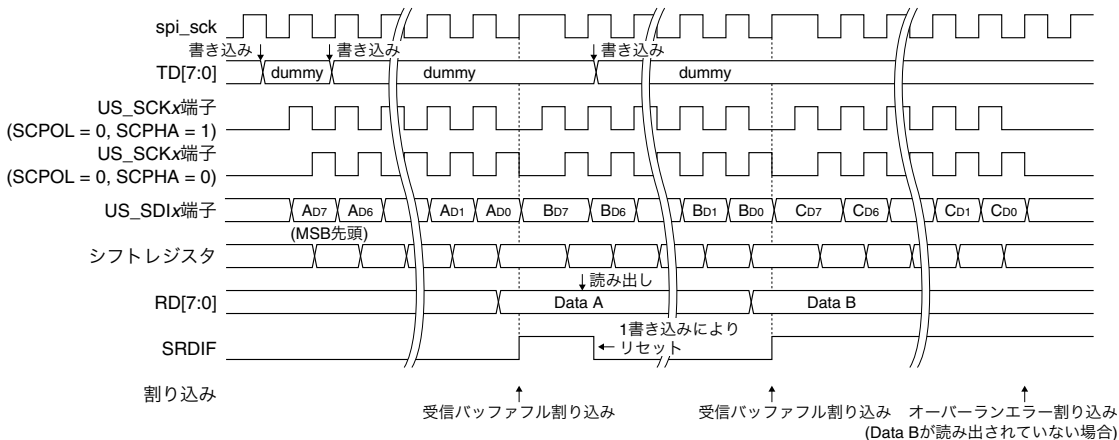 spi_sck
書き込み 書き込み 書き込み
TD[7:0] dummy dummy dummy
US_SCKx端子
(SCPOL = 0, SCPHA = 1)
US_SCKx端子
(SCPOL = 0, SCPHA = 0)
US_SDIx端子 AD7 AD6 AD1 AD0 BD7 BD6 BD1 BD0 CD7 CD6 CD1 CD0
(MSB先頭)
シフトレジスタ
読み出し
RD[7:0] Data A Data B
1書き込みにより
SRDIF リセット
割り込み
受信バッファフル割り込み 受信バッファフル割り込み オーバーランエラー割り込み
(Data Bが読み出されていない場合)